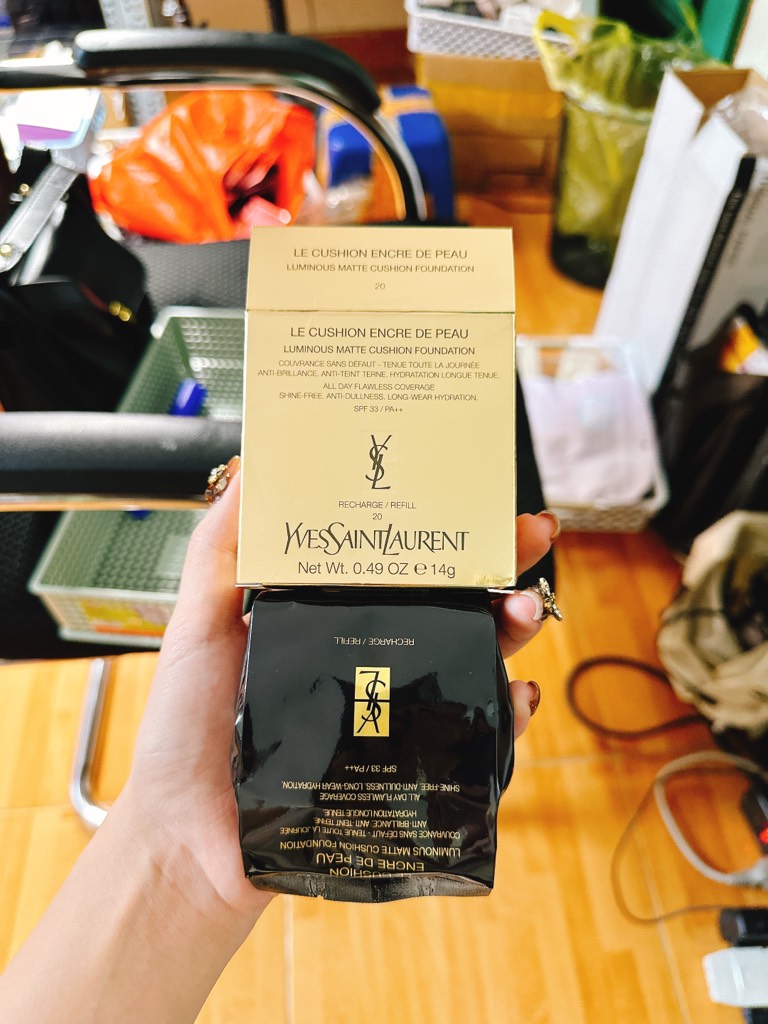 LE CUSHION ENCRE DE PEAU
LUMINOUS MATTE CUSHION FOUNDATION
20
LE CUSHION ENCRE DE PEAU
LUMINOUS MATTE CUSHION FOUNDATION
COUVRANCE SANS DÉFAUT - TENUE TOUTE LA JOURNÉE
ANTI-BRILLANCE. ANTI-TEINT TERNE. HYDRATATION LONGUE TENUE.
ALL DAY FLAWLESS COVERAGE
SHINE-FREE. ANTI-DULLNESS. LONG-WEAR HYDRATION.
SPF 33 / PA++
YSL
RECHARGE / REFILL
20
YVESSAINTLAURENT
Net Wt. 0.49 OZ ℮ 14g
LE CUSHION
ENCRE DE PEAU
LUMINOUS MATTE CUSHION FOUNDATION
COUVRANCE SANS DÉFAUT - TENUE TOUTE LA JOURNÉE
ANTI-BRILLANCE. ANTI-TEINT TERNE.
HYDRATATION LONGUE TENUE.
ALL DAY FLAWLESS COVERAGE
SHINE-FREE. ANTI-DULLNESS. LONG-WEAR HYDRATION.
SPF 33 / PA++
YSL
RECHARGE / REFILL